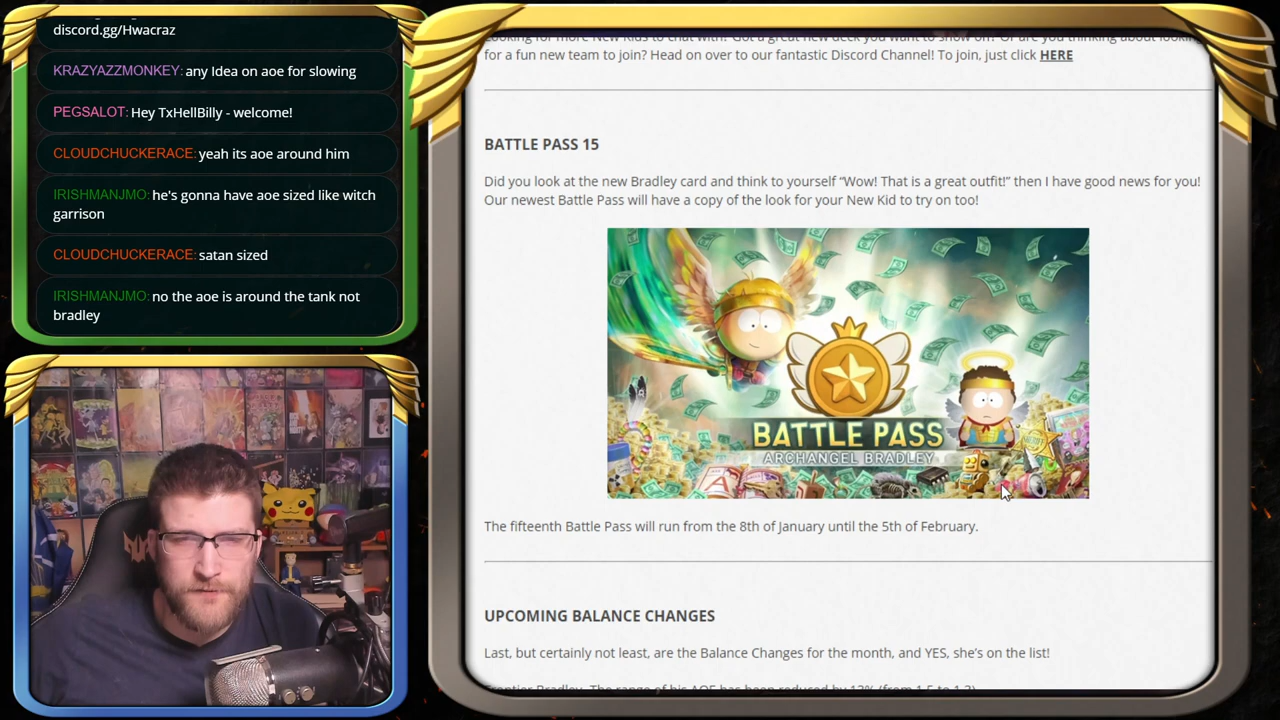 discord.gg/Hwacraz
KRAZYAZZMONKEY: any Idea on aoe for slowing
PEGSALOT: Hey TxHellBilly - welcome!
CLOUDCHUCKERACE: yeah its aoe around him
IRISHMANJMO: he's gonna have aoe sized like witch
garrison
CLOUDCHUCKERACE: satan sized
IRISHMANJMO: no the aoe is around the tank not
bradley
for a fun new team to join? Head on over to our fantastic Discord Channel! To join, just click HERE
BATTLE PASS 15
Did you look at the new Bradley card and think to yourself “Wow! That is a great outfit!” then I have good news for you!
Our newest Battle Pass will have a copy of the look for your New Kid to try on too!
BATTLE PASS
ARCHANGEL BRADLEY
The fifteenth Battle Pass will run from the 8th of January until the 5th of February.
UPCOMING BALANCE CHANGES
Last, but certainly not least, are the Balance Changes for the month, and YES, she’s on the list!